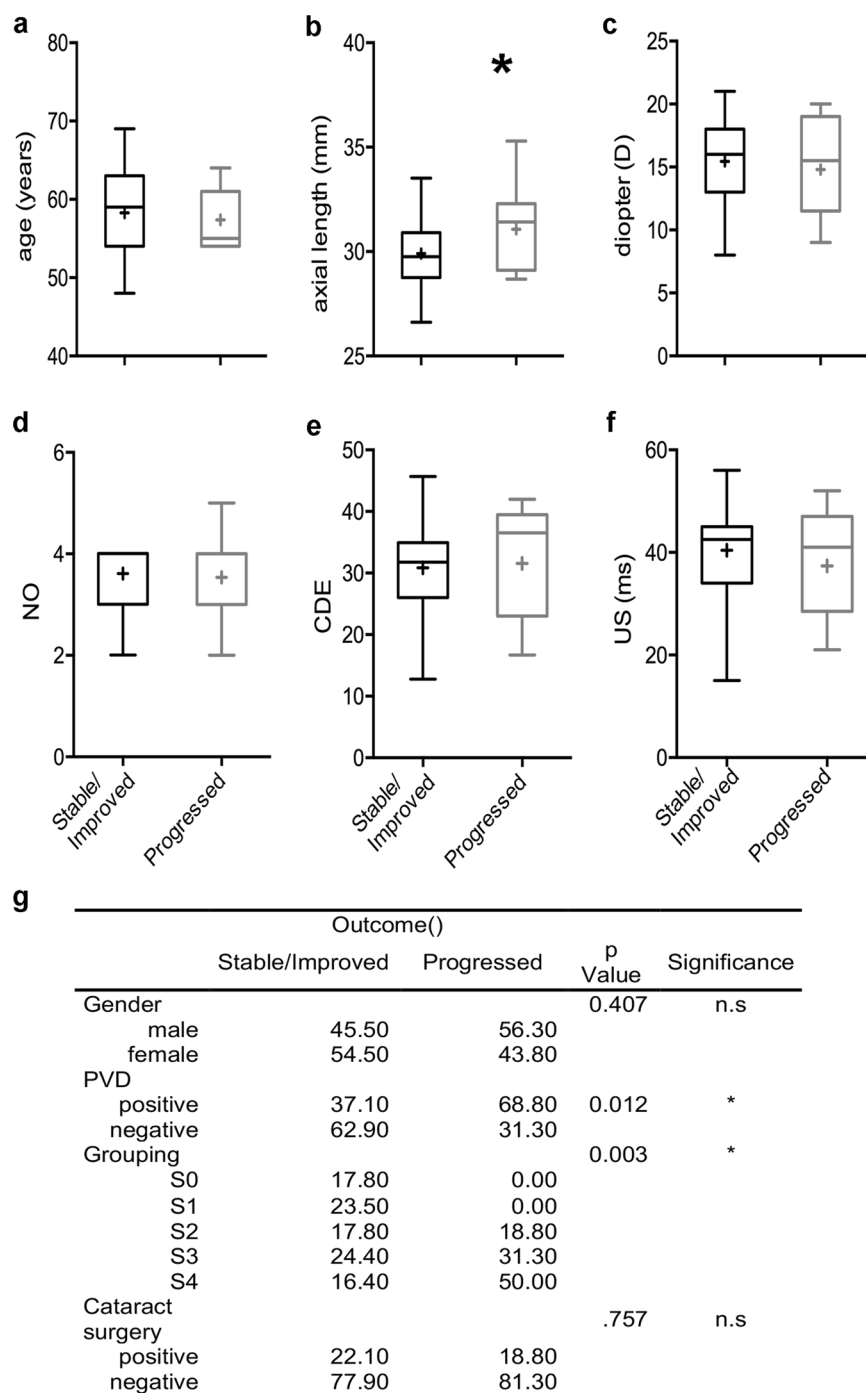 a
80
70
60
50
40
age (years)
b
40
35
30
25
axial length (mm)
*
c
25
20
15
10
5
0
diopter (D)
d
6
4
2
0
NO
Stable/
Improved
Progressed
e
50
40
30
20
10
0
CDE
Stable/
Improved
Progressed
f
60
40
20
0
US (ms)
Stable/
Improved
Progressed
g
Outcome()
Stable/Improved Progressed p Value Significance
Gender 0.407 n.s
male 45.50 56.30
female 54.50 43.80
PVD
positive 37.10 68.80 0.012 *
negative 62.90 31.30
Grouping 0.003 *
S0 17.80 0.00
S1 23.50 0.00
S2 17.80 18.80
S3 24.40 31.30
S4 16.40 50.00
Cataract
surgery .757 n.s
positive 22.10 18.80
negative 77.90 81.30